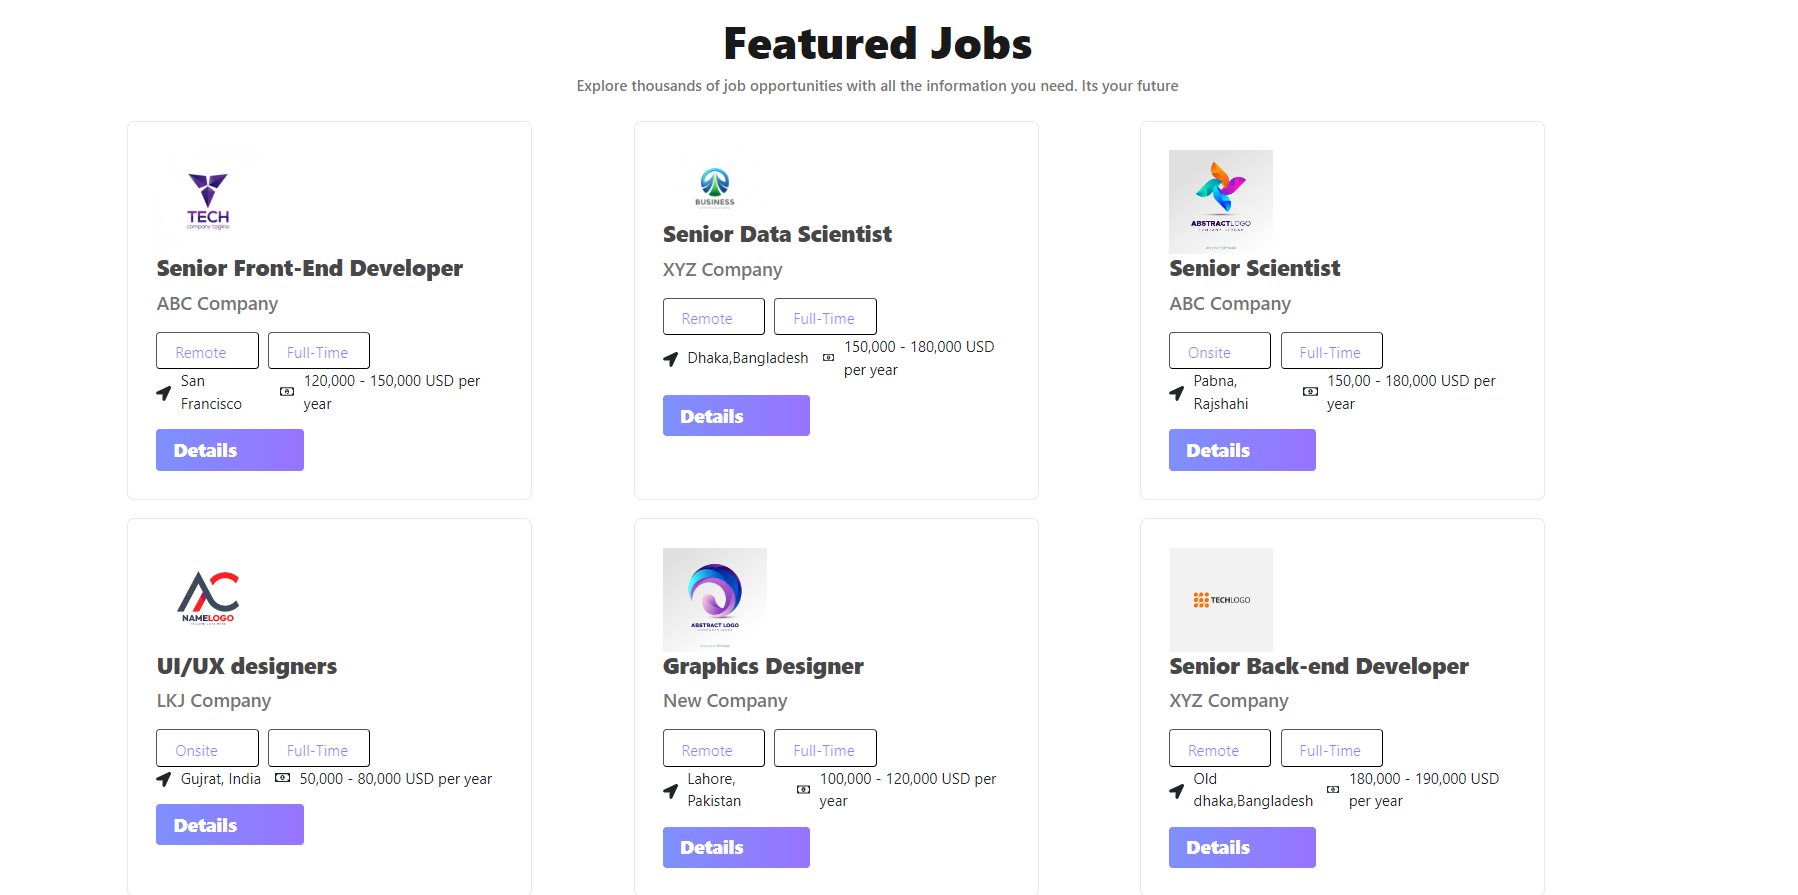 Featured Jobs
Explore thousands of job opportunities with all the information you need. Its your future
TECH
company tagline
Senior Front-End Developer
ABC Company
Remote
Full-Time
San
Francisco
120,000 - 150,000 USD per
year
Details
BUSINESS
Senior Data Scientist
XYZ Company
Remote
Full-Time
Dhaka,Bangladesh
150,000 - 180,000 USD
per year
Details
ABSTRACTLOGO
Senior Scientist
ABC Company
Onsite
Full-Time
Pabna,
Rajshahi
150,00 - 180,000 USD per
year
Details
AC
NAMELOGO
UI/UX designers
LKJ Company
Onsite
Full-Time
Gujrat, India
50,000 - 80,000 USD per year
Details
ABSTRACT LOGO
Graphics Designer
New Company
Remote
Full-Time
Lahore,
Pakistan
100,000 - 120,000 USD per
year
Details
TECHLOGO
Senior Back-end Developer
XYZ Company
Remote
Full-Time
Old
dhaka,Bangladesh
180,000 - 190,000 USD
per year
Details